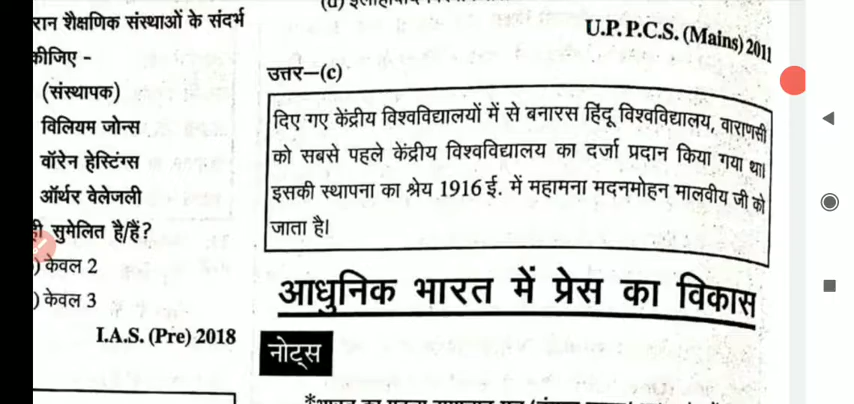 रान शैक्षणिक संस्थाओं के संदर्भ
कीजिए -
(संस्थापक)
विलियम जोन्स
वॉरेन हेस्टिंग्स
ऑर्थर वेलेजली
ही सुमेलित है/हैं?
) केवल 2
) केवल 3
I.A.S. (Pre) 2018
U.P. P.C.S. (Mains) 2011
उत्तर—(c)
दिए गए केंद्रीय विश्वविद्यालयों में से बनारस हिंदू विश्वविद्यालय, वाराणसी
को सबसे पहले केंद्रीय विश्वविद्यालय का दर्जा प्रदान किया गया था।
इसकी स्थापना का श्रेय 1916 ई. में महामना मदनमोहन मालवीय जी को
जाता है।
आधुनिक भारत में प्रेस का विकास
नोट्स